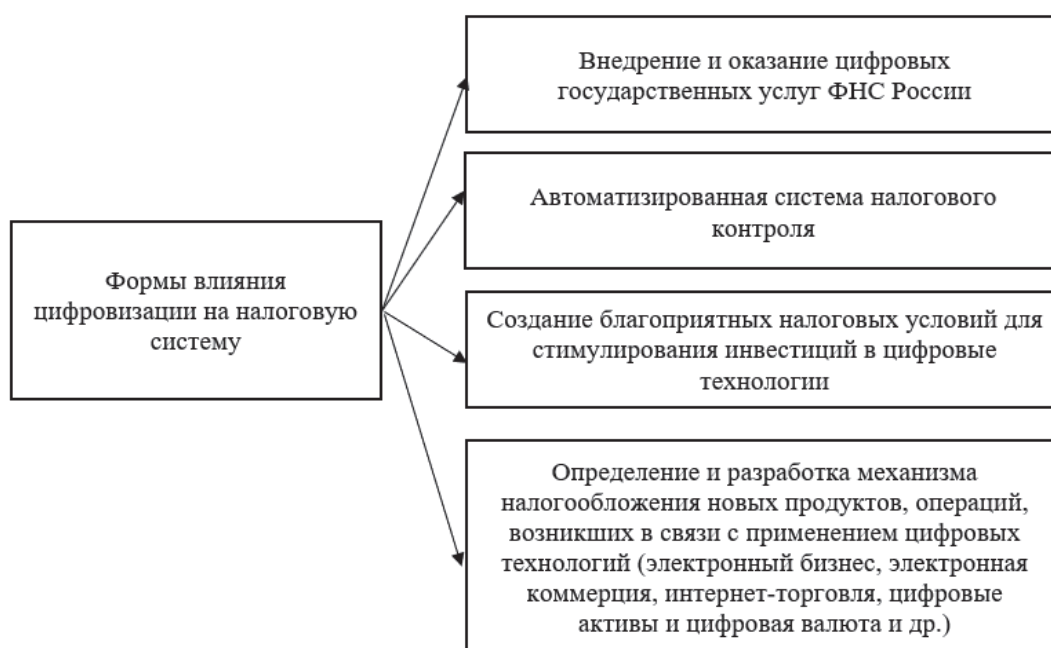 Формы влияния
цифровизации на налоговую
систему
Внедрение и оказание цифровых
государственных услуг ФНС России
Автоматизированная система налогового
контроля
Создание благоприятных налоговых условий для
стимулирования инвестиций в цифровые
технологии
Определение и разработка механизма
налогообложения новых продуктов, операций,
возникших в связи с применением цифровых
технологий (электронный бизнес, электронная
коммерция, интернет-торговля, цифровые
активы и цифровая валюта и др.)